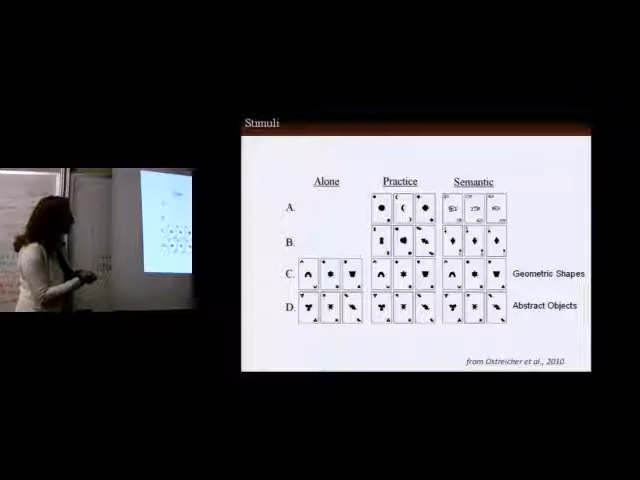 Stimuli
Alone Practice Semantic
A.
B.
C. Geometric Shapes
D. Abstract Objects
from Ostreicher et al., 2010